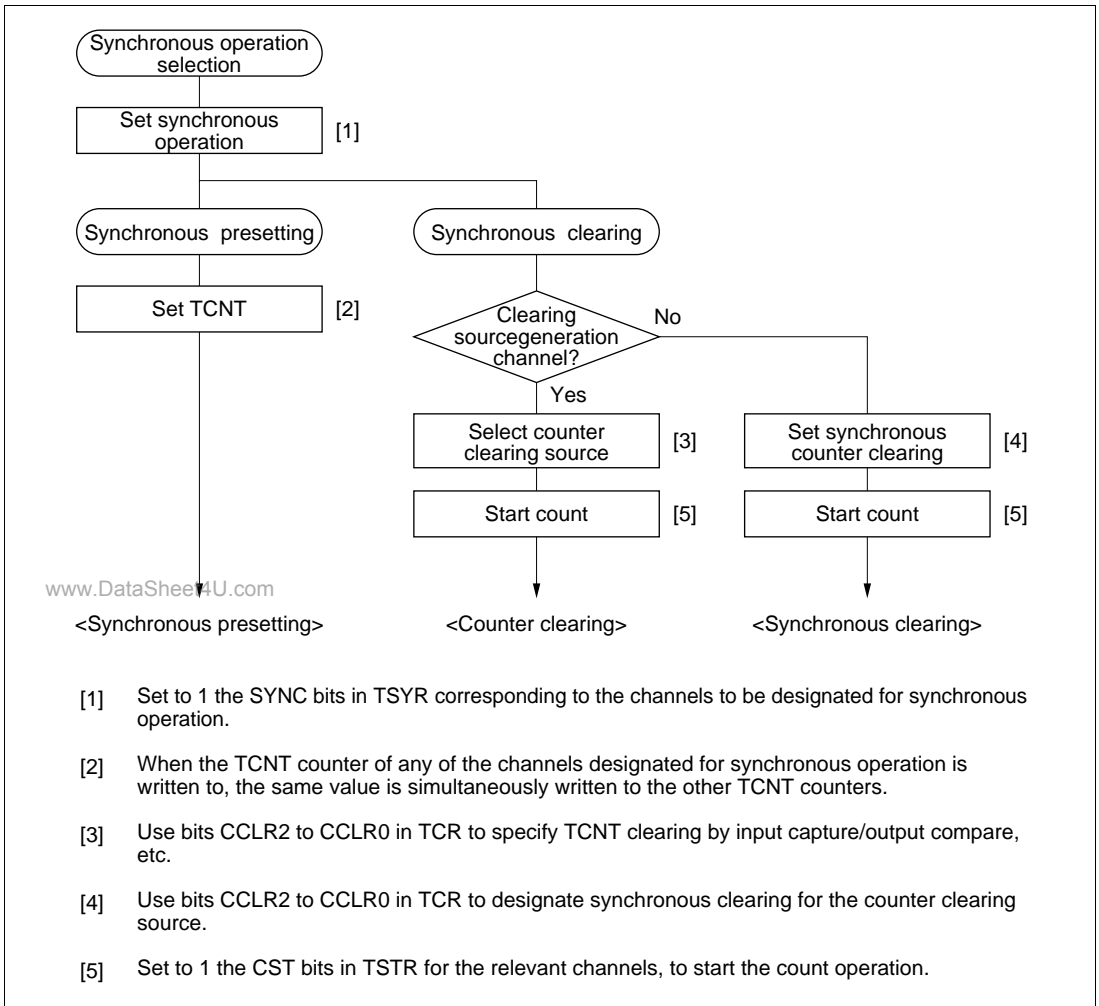 Synchronous operation
selection
Set synchronous
operation
[1]
Synchronous presetting
Synchronous clearing
Set TCNT
[2]
Clearing
sourcegeneration
channel?
No
Yes
Select counter
clearing source
[3]
Set synchronous
counter clearing
[4]
Start count
[5]
Start count
[5]
www.DataSheet4U.com
<Synchronous presetting>
<Counter clearing>
<Synchronous clearing>
[1] Set to 1 the SYNC bits in TSYR corresponding to the channels to be designated for synchronous
operation.
[2] When the TCNT counter of any of the channels designated for synchronous operation is
written to, the same value is simultaneously written to the other TCNT counters.
[3] Use bits CCLR2 to CCLR0 in TCR to specify TCNT clearing by input capture/output compare,
etc.
[4] Use bits CCLR2 to CCLR0 in TCR to designate synchronous clearing for the counter clearing
source.
[5] Set to 1 the CST bits in TSTR for the relevant channels, to start the count operation.